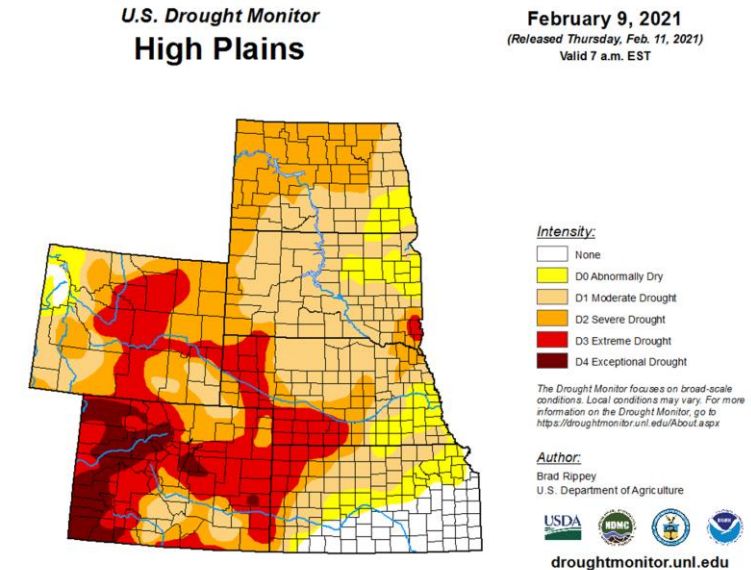 U.S. Drought Monitor
High Plains
February 9, 2021
(Released Thursday, Feb. 11, 2021)
Valid 7 a.m. EST
Intensity:
None
D0 Abnormally Dry
D1 Moderate Drought
D2 Severe Drought
D3 Extreme Drought
D4 Exceptional Drought
The Drought Monitor focuses on broad-scale
conditions. Local conditions may vary. For more
information on the Drought Monitor, go to
https://droughtmonitor.unl.edu/About.aspx
Author:
Brad Rippey
U.S. Department of Agriculture
USDA
NDMC
droughtmonitor.unl.edu